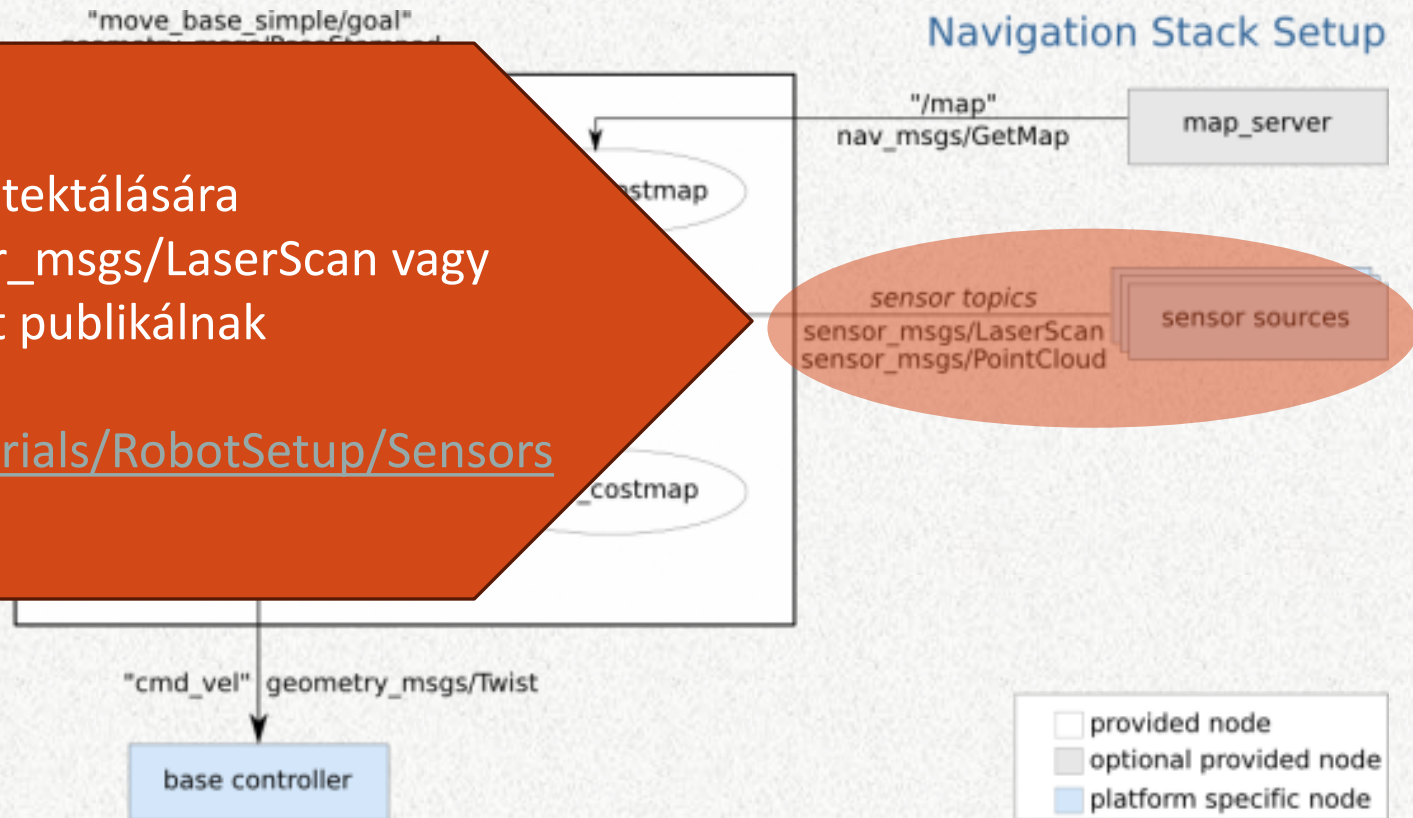 "move_base_simple/goal"
Navigation Stack Setup
"/map"
nav_msgs/GetMap
map_server
stmap
tektálására
r_msgs/LaserScan vagy
t publikálnak
rials/RobotSetup/Sensors
sensor topics
sensor_msgs/LaserScan
sensor_msgs/PointCloud
sensor sources
_costmap
"cmd_vel" geometry_msgs/Twist
base controller
provided node
optional provided node
platform specific node